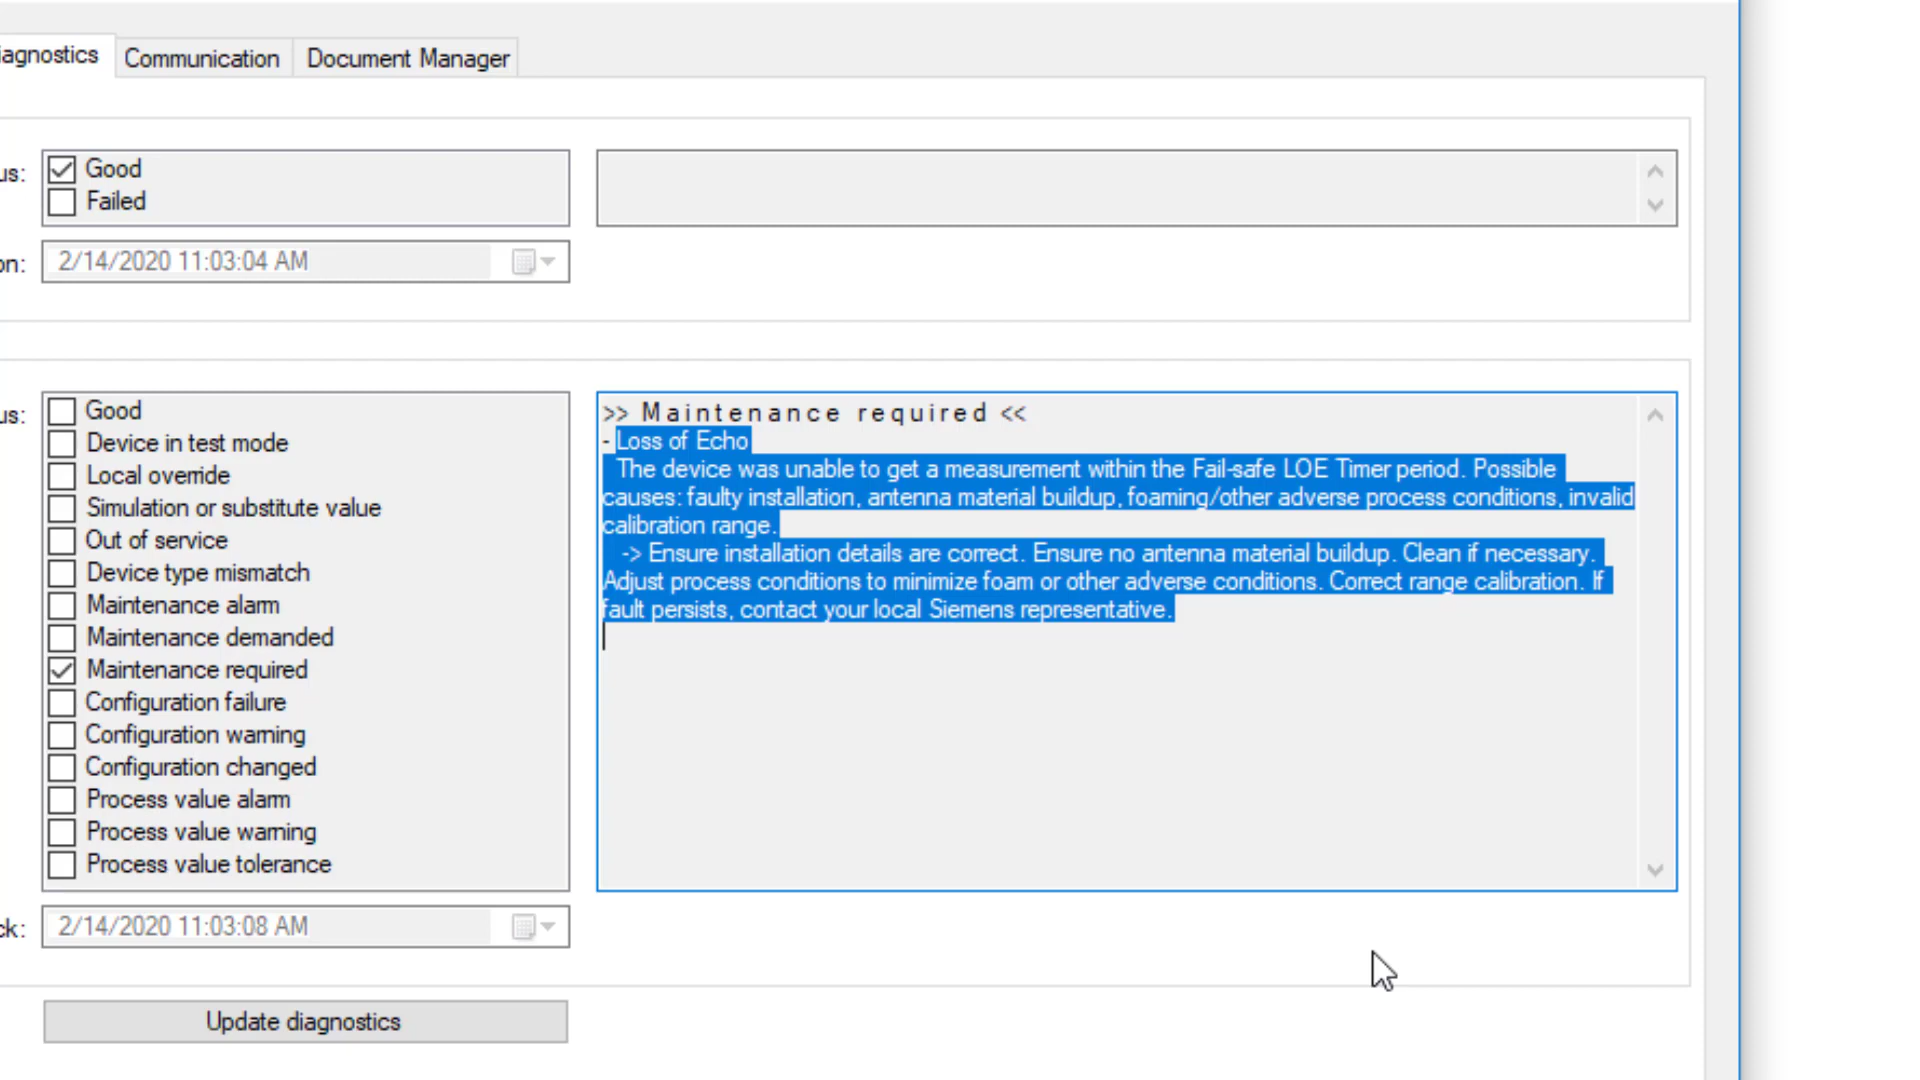 iagnostics Communication Document Manager
us: Good
Failed
on: 2/14/2020 11:03:04 AM
us: Good
Device in test mode
Local override
Simulation or substitute value
Out of service
Device type mismatch
Maintenance alarm
Maintenance demanded
Maintenance required
Configuration failure
Configuration warning
Configuration changed
Process value alarm
Process value warning
Process value tolerance
>> Maintenance required <<
- Loss of Echo
The device was unable to get a measurement within the Fail-safe LOE Timer period. Possible
causes: faulty installation, antenna material buildup, foaming/other adverse process conditions, invalid
calibration range.
-> Ensure installation details are correct. Ensure no antenna material buildup. Clean if necessary.
Adjust process conditions to minimize foam or other adverse conditions. Correct range calibration. If
fault persists, contact your local Siemens representative.
ck: 2/14/2020 11:03:08 AM
Update diagnostics